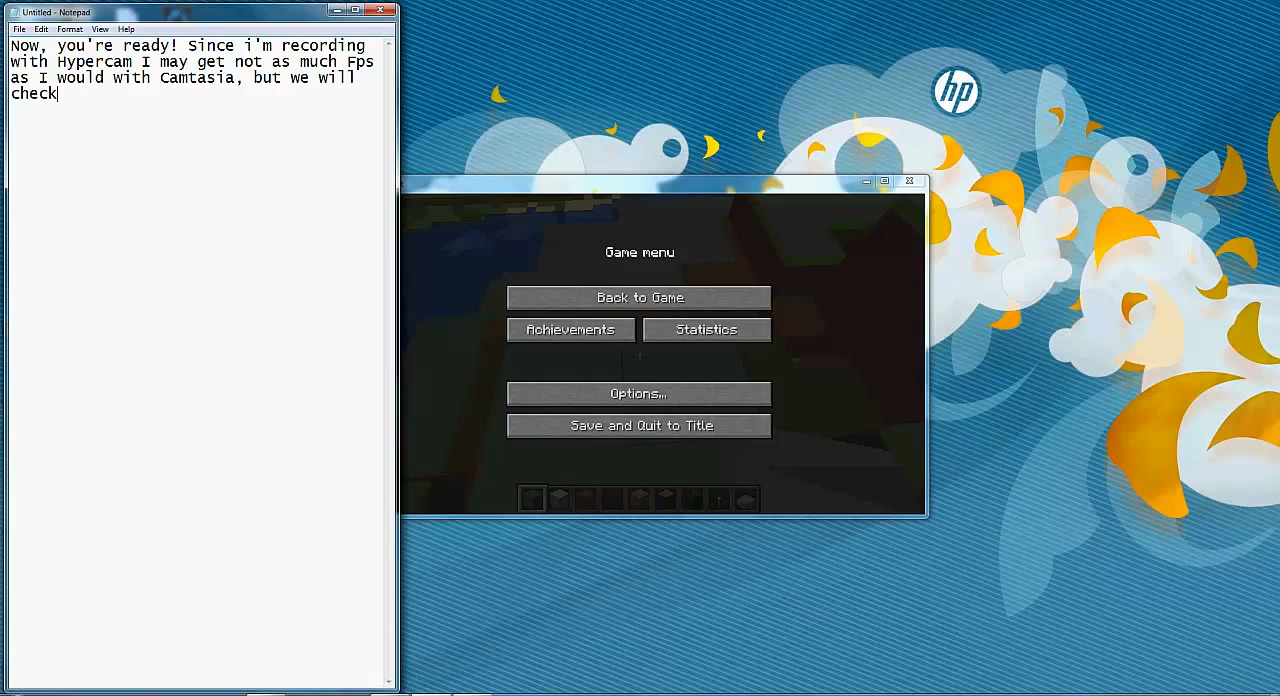 Untitled - Notepad
File Edit Format View Help
Now, you're ready! Since i'm recording
with Hypercam I may get not as much Fps
as I would with Camtasia, but we will
check
hp
Game menu
Back to Game
Achievements Statistics
Options...
Save and Quit to Title